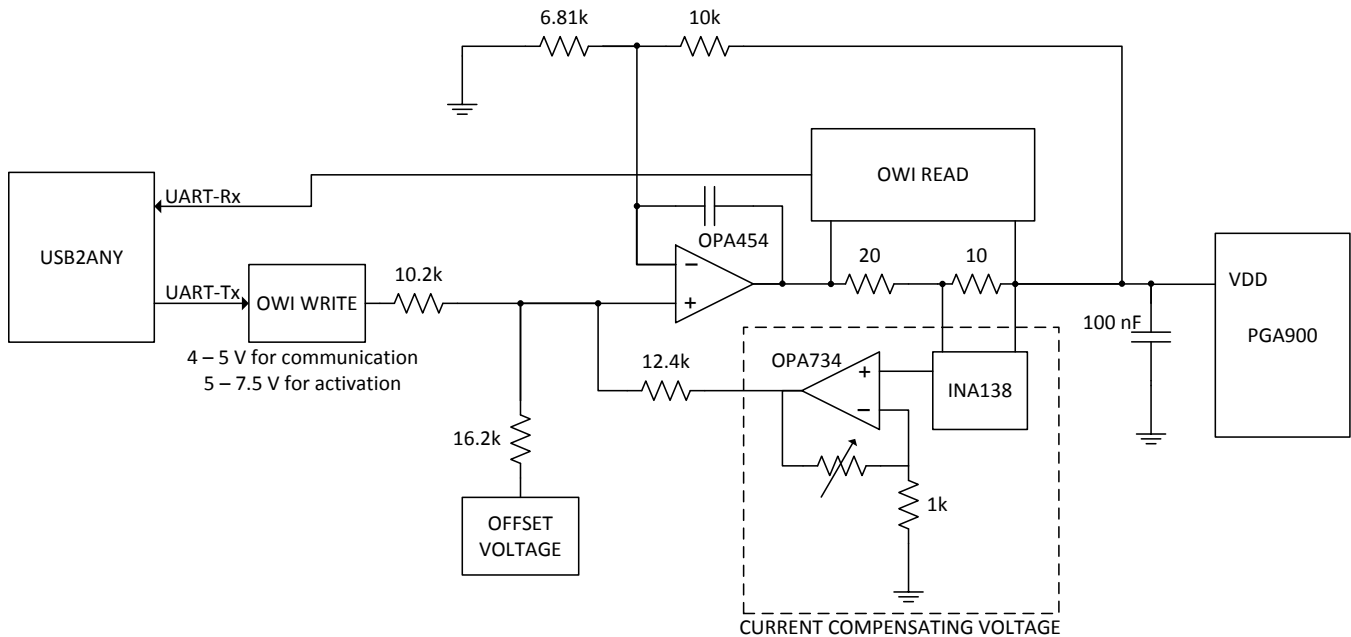 6.81k
10k
OWI READ
UART-Rx
USB2ANY
OPA454
20
10
VDD
PGA900
UART-Tx
OWI WRITE
10.2k
−
+
100 nF
4 – 5 V for communication
5 – 7.5 V for activation
OPA734
12.4k
+
−
INA138
16.2k
1k
OFFSET
VOLTAGE
CURRENT COMPENSATING VOLTAGE